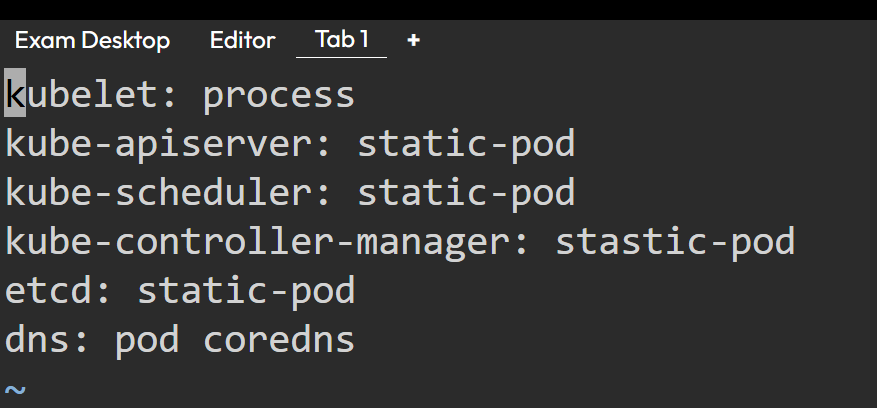 Exam Desktop Editor Tab 1 +
kubelet: process
kube-apiserver: static-pod
kube-scheduler: static-pod
kube-controller-manager: stastic-pod
etcd: static-pod
dns: pod coredns
~